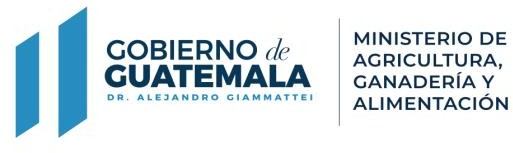 GOBIERNO de
GUATEMALA
DR. ALEJANDRO GIAMMATTEI
MINISTERIO DE
AGRICULTURA,
GANADERÍA Y
ALIMENTACIÓN